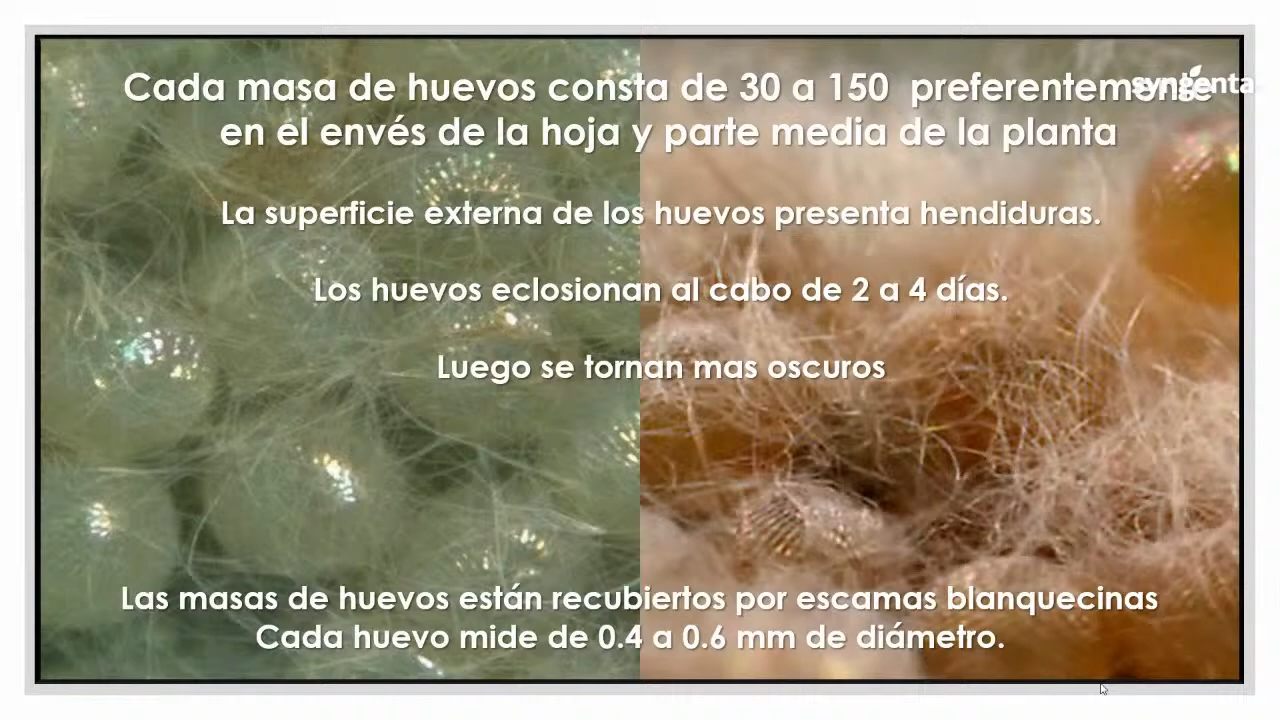 Cada masa de huevos consta de 30 a 150 preferentemente
syngenta
en el envés de la hoja y parte media de la planta
La superficie externa de los huevos presenta hendiduras.
Los huevos eclosionan al cabo de 2 a 4 días.
Luego se tornan mas oscuros
Las masas de huevos están recubiertos por escamas blanquecinas
Cada huevo mide de 0.4 a 0.6 mm de diámetro.